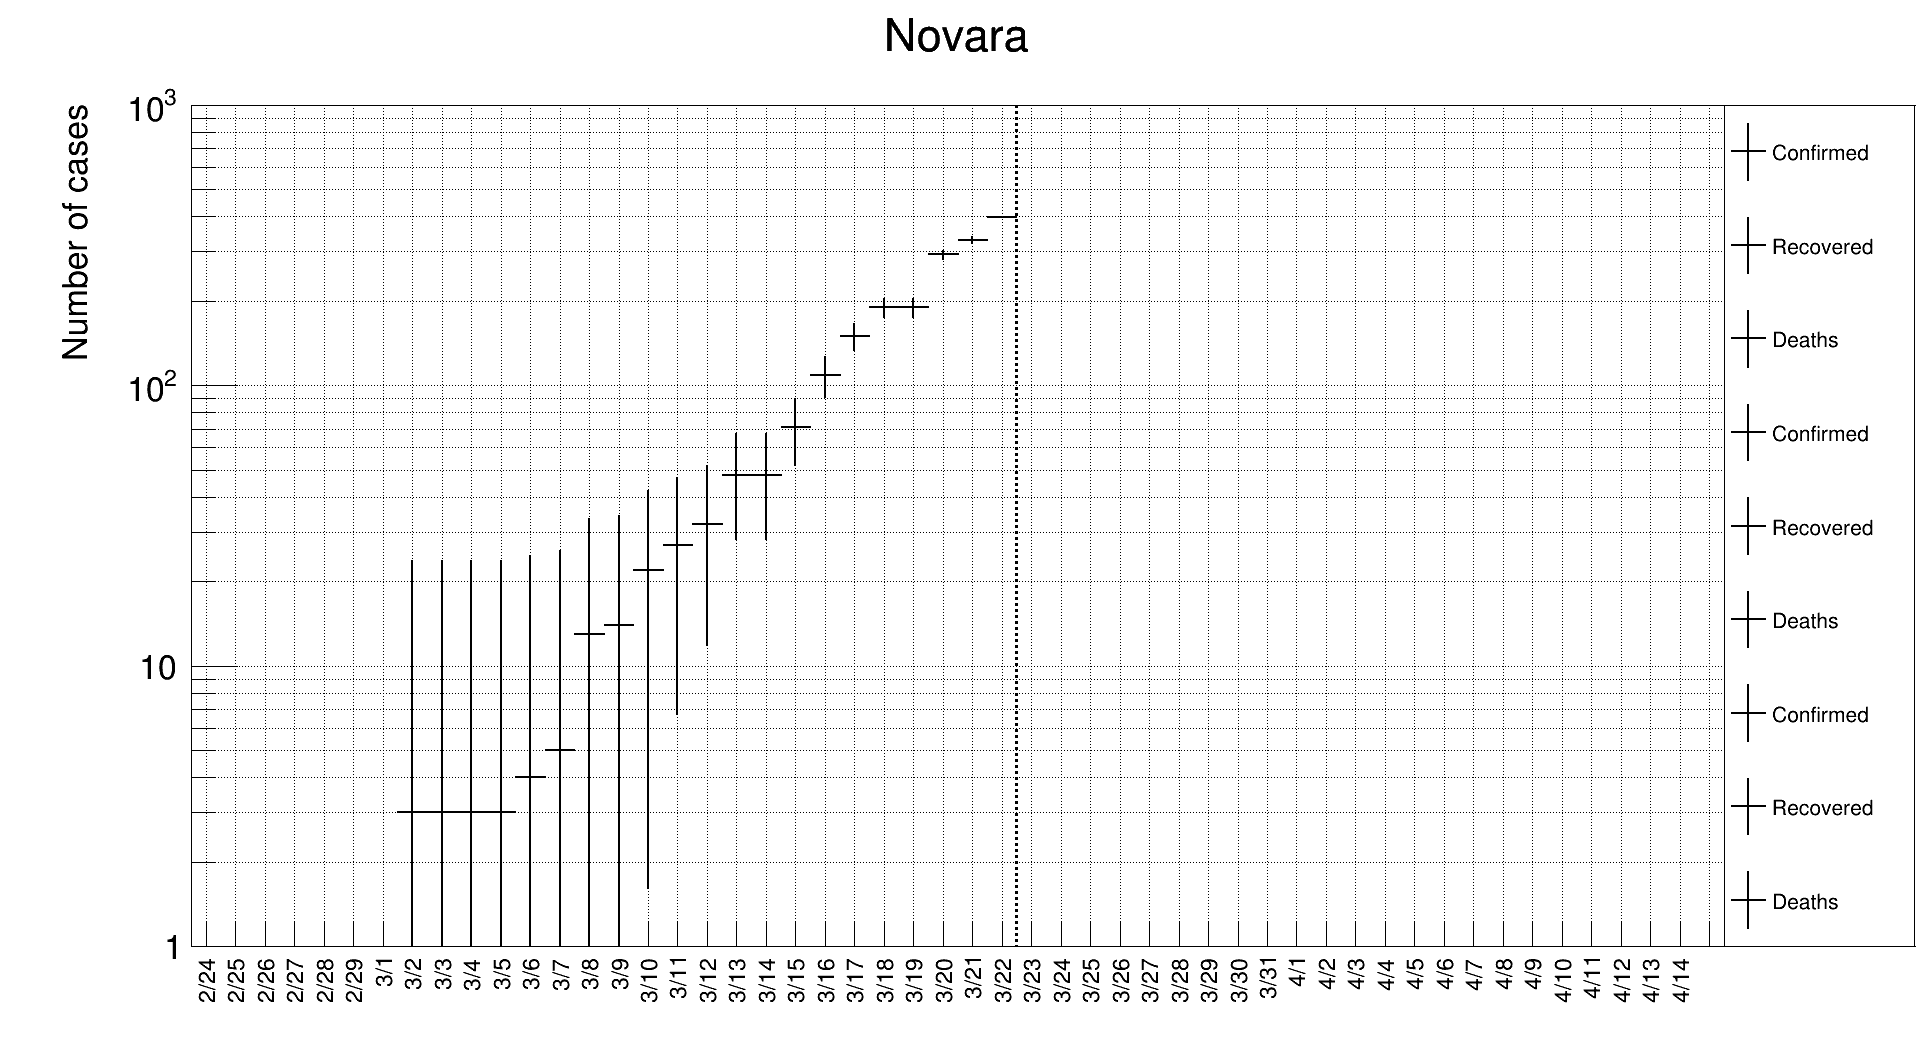 Novara
Number of cases
10³
10²
10
1
2/24 2/25 2/26 2/27 2/28 2/29 3/1 3/2 3/3 3/4 3/5 3/6 3/7 3/8 3/9 3/10 3/11 3/12 3/13 3/14 3/15 3/16 3/17 3/18 3/19 3/20 3/21 3/22 3/23 3/24 3/25 3/26 3/27 3/28 3/29 3/30 3/31 4/1 4/2 4/3 4/4 4/5 4/6 4/7 4/8 4/9 4/10 4/11 4/12 4/13 4/14
Confirmed
Recovered
Deaths
Confirmed
Recovered
Deaths
Confirmed
Recovered
Deaths